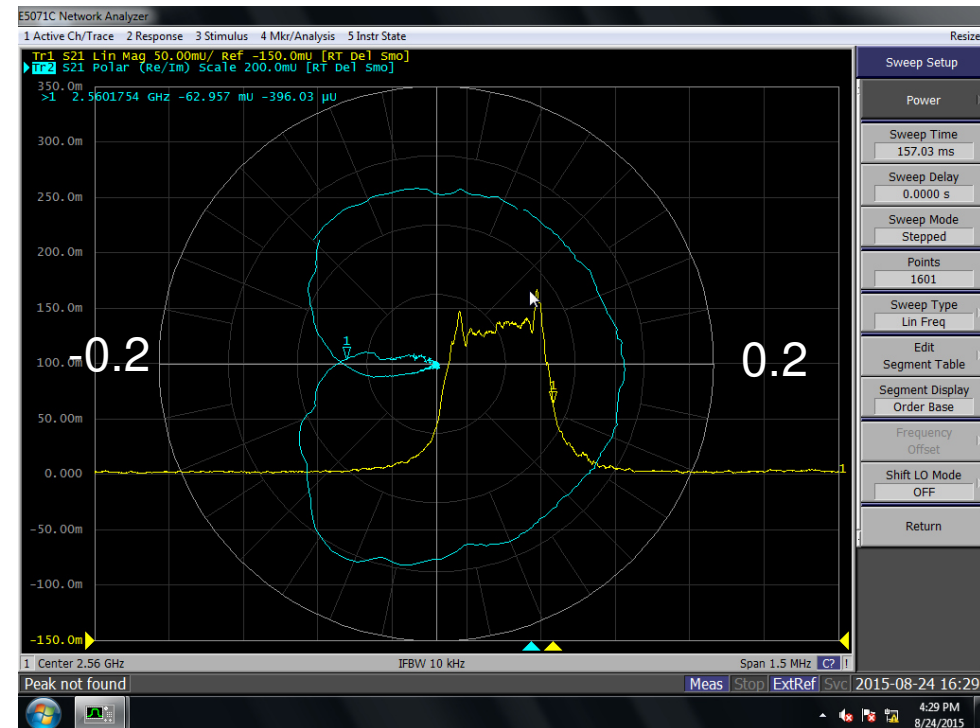 E5071C Network Analyzer
1 Active Ch/Trace 2 Response 3 Stimulus 4 Mkr/Analysis 5 Instr State
Resize
Tr1 S21 Lin Mag 50.00mU/ Ref -150.0mU [RT Del Smo]
Tr2 S21 Polar (Re/Im) Scale 200.0mU [RT Del Smo]
>1 2.5601754 GHz -62.957 mU -396.03 µU
350.0m
300.0m
250.0m
200.0m
150.0m
100.0m
50.00m
0.000
-50.00m
-100.0m
-150.0m
-0.2
0.2
1
1
1
Sweep Setup
Power
Sweep Time
157.03 ms
Sweep Delay
0.0000 s
Sweep Mode
Stepped
Points
1601
Sweep Type
Lin Freq
Edit
Segment Table
Segment Display
Order Base
Frequency
Offset
Shift LO Mode
OFF
Return
1 Center 2.56 GHz
IFBW 10 kHz
Span 1.5 MHz C? !
Peak not found
Meas Stop ExtRef Svc 2015-08-24 16:29
4:29 PM
8/24/2015